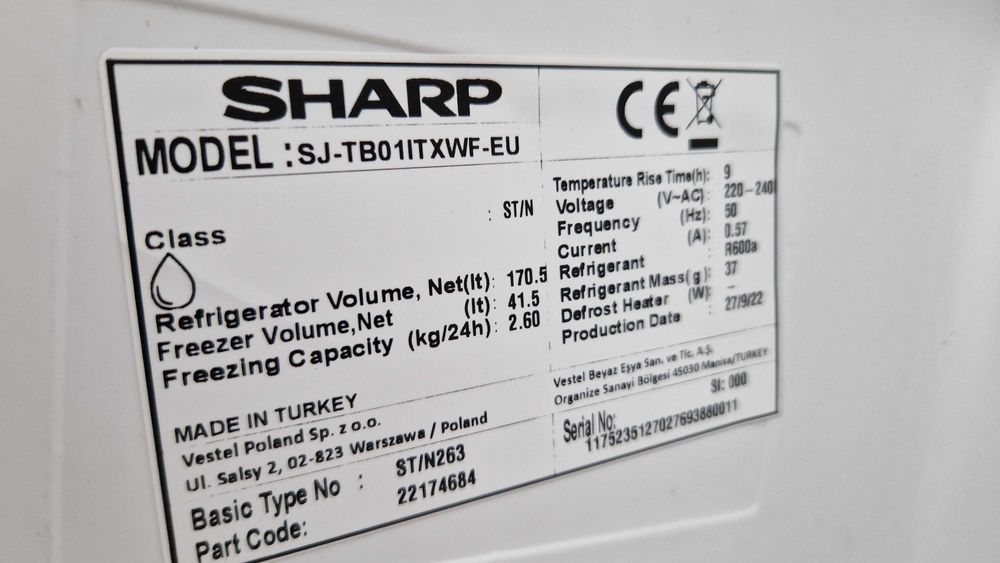 SHARP
MODEL : SJ-TB01ITXWF-EU
CE
: ST/N
Class
Refrigerator Volume, Net(lt): 170.5
Freezer Volume,Net (lt): 41.5
Freezing Capacity (kg/24h): 2.60
Temperature Rise Time(h): 9
Voltage (V~AC): 220-240
Frequency (Hz): 50
Current (A): 0.57
Refrigerant : R600a
Refrigerant Mass(g): 37
Defrost Heater (W): -
Production Date 27/9/22
MADE IN TURKEY
Vestel Poland Sp. z o.o.
Ul. Salsy 2, 02-823 Warszawa / Poland
Vestel Beyaz Eşya San. ve Tic. A.Ş.
Organize Sanayi Bölgesi 45030 Manisa/TURKEY
Basic Type No : ST/N263
Part Code: 22174684
SI: 000
Serial No:
1175235127027693880011